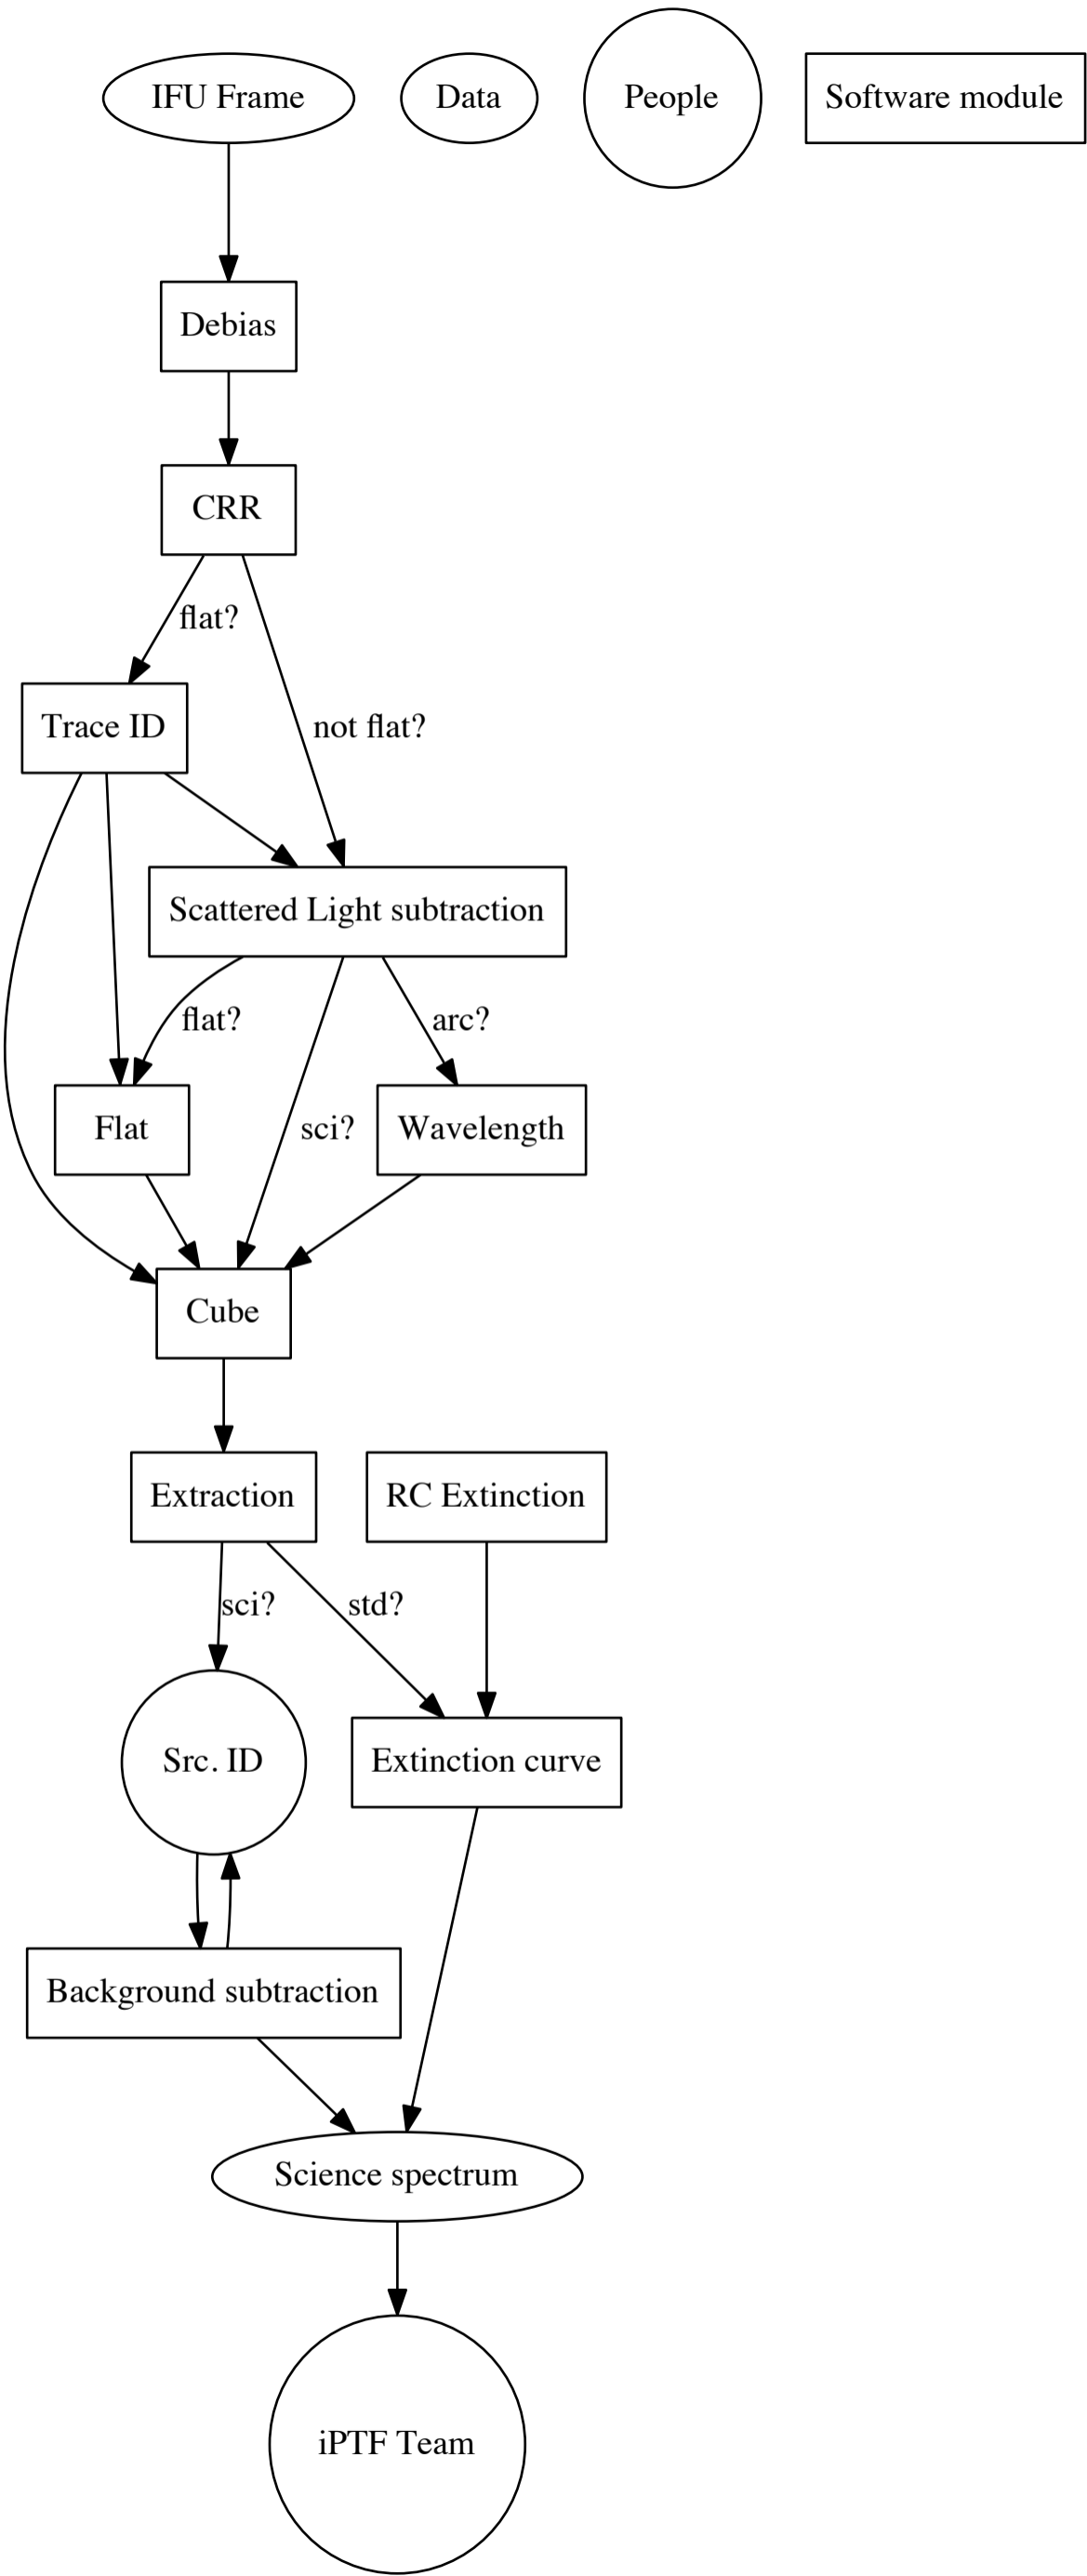 IFU Frame
Data
People
Software module
Debias
CRR
flat?
Trace ID
not flat?
Scattered Light subtraction
flat?
arc?
Flat
sci?
Wavelength
Cube
Extraction
RC Extinction
sci?
std?
Src. ID
Extinction curve
Background subtraction
Science spectrum
iPTF Team